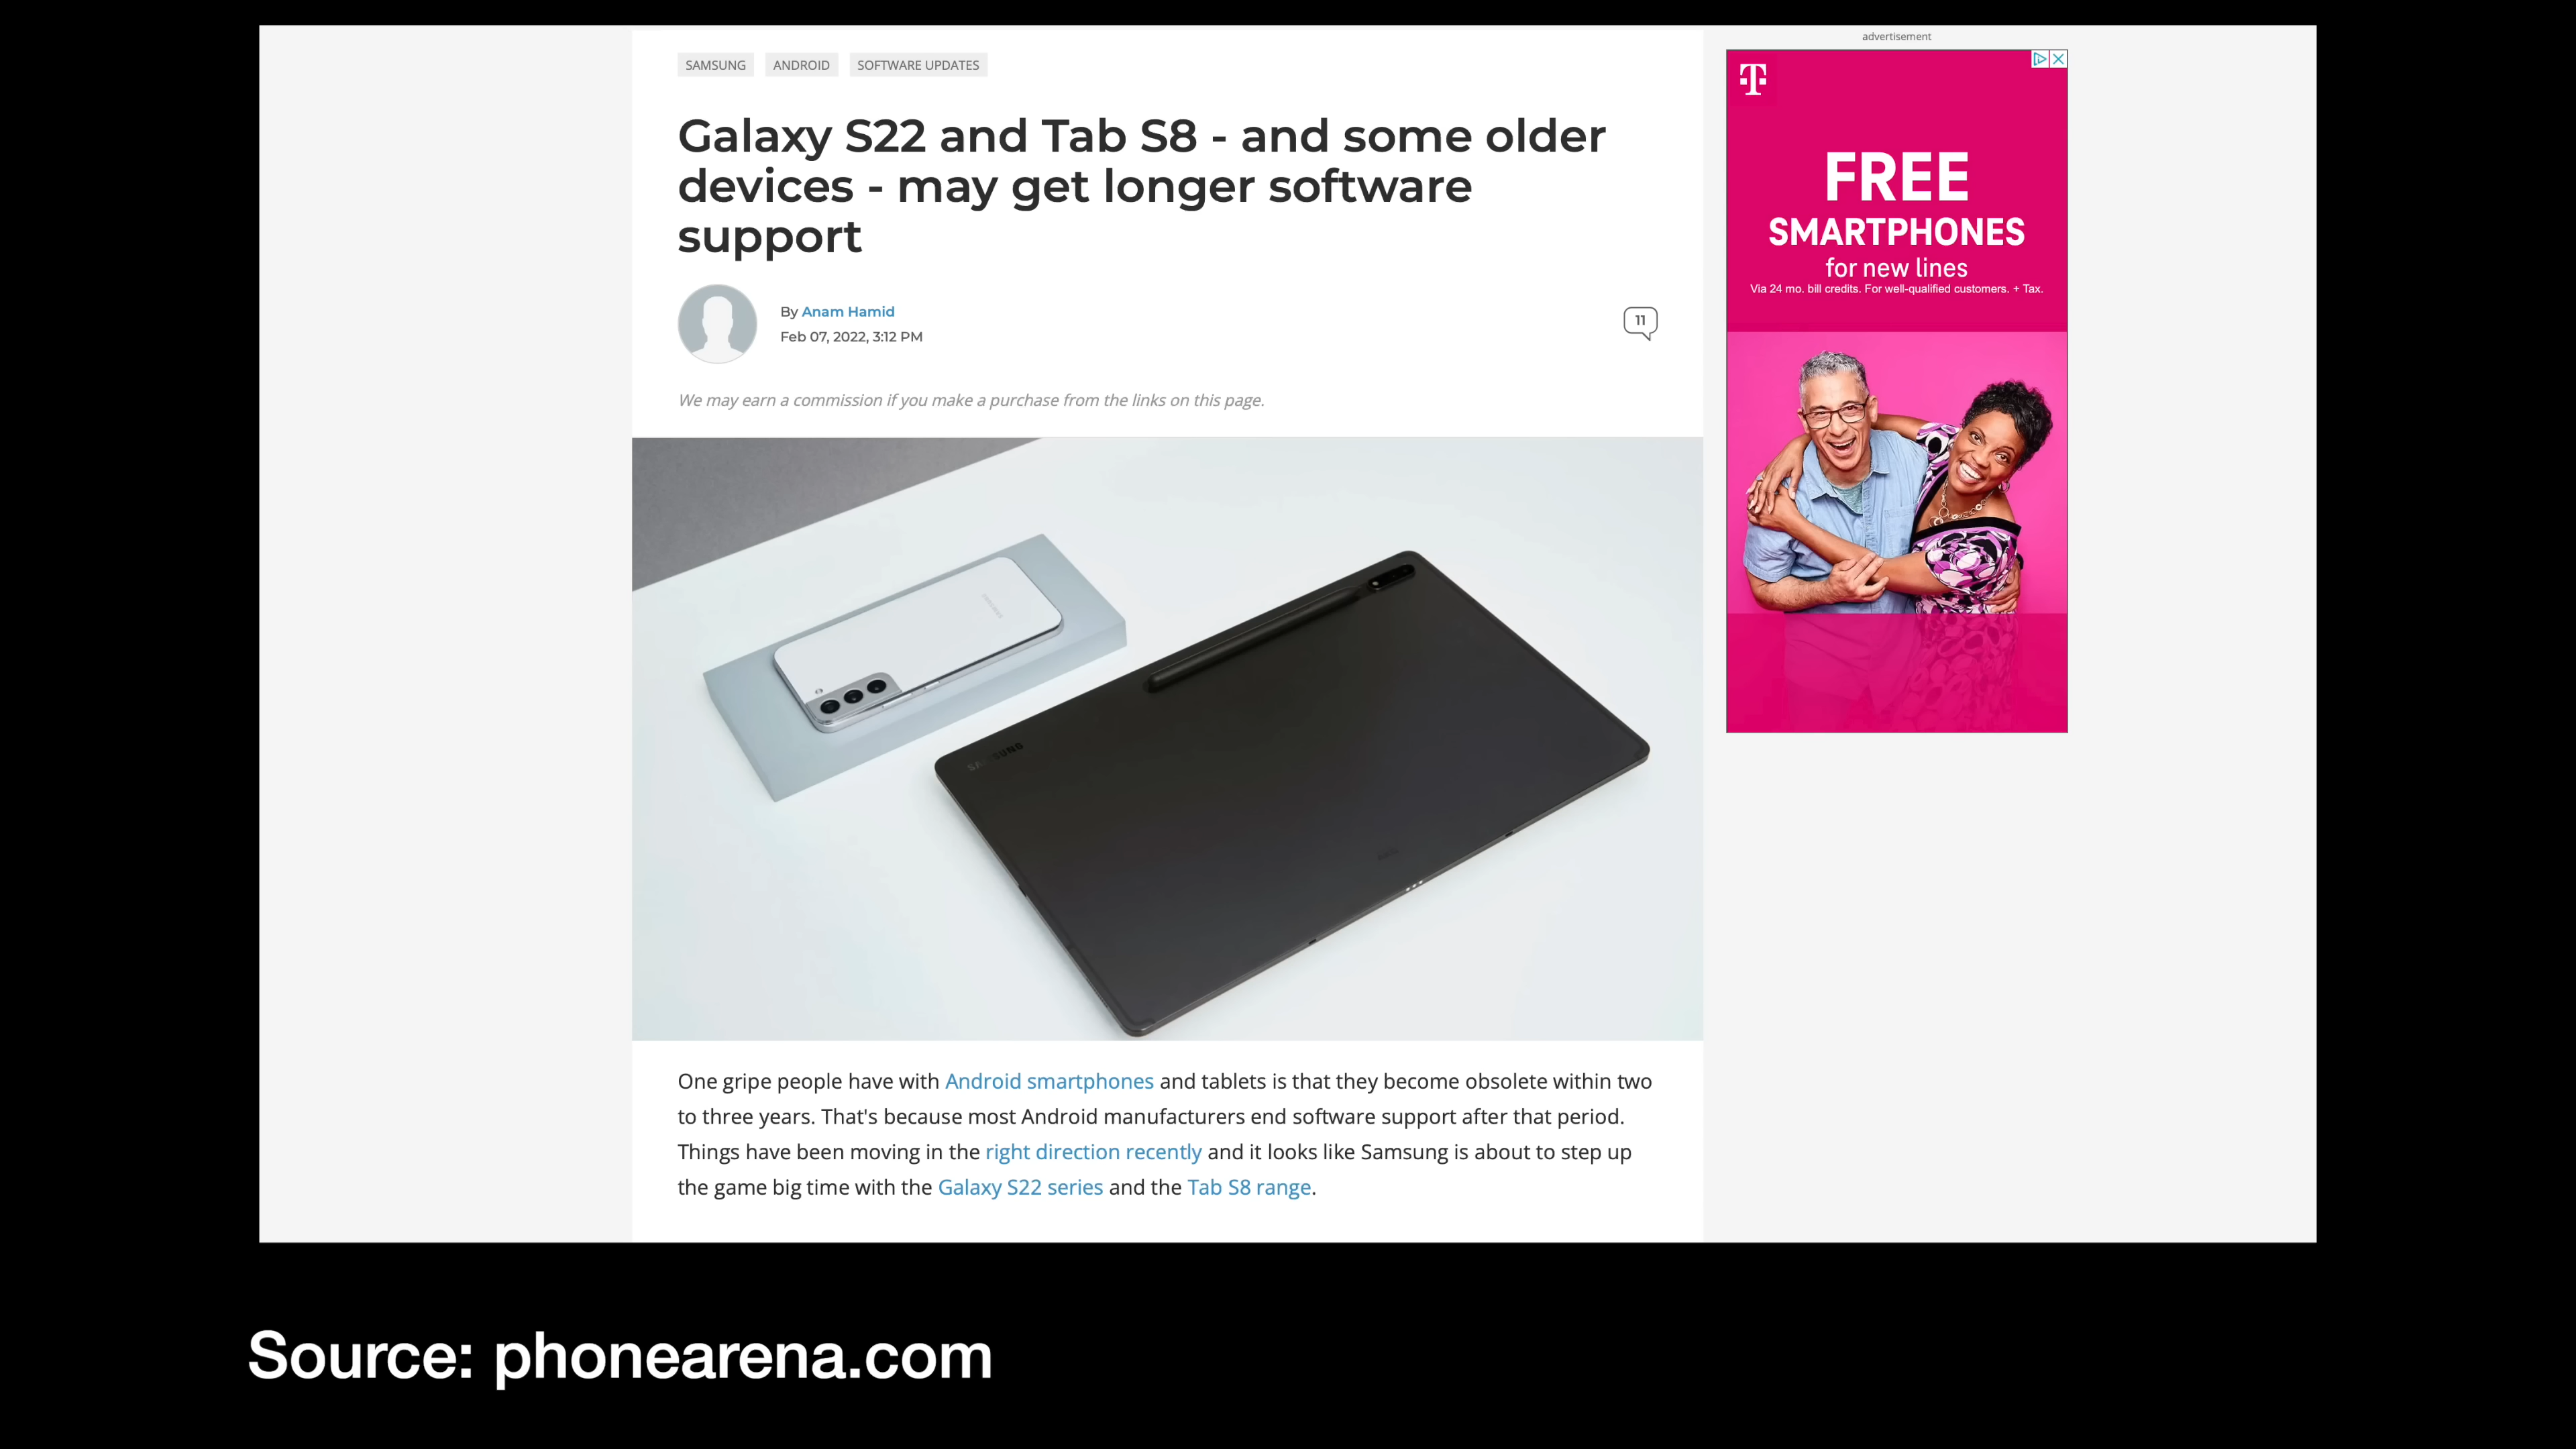 advertisement
SAMSUNG ANDROID SOFTWARE UPDATES
Galaxy S22 and Tab S8 - and some older
devices - may get longer software
support
By Anam Hamid
Feb 07, 2022, 3:12 PM
11
We may earn a commission if you make a purchase from the links on this page.
SAMSUNG
One gripe people have with Android smartphones and tablets is that they become obsolete within two
to three years. That's because most Android manufacturers end software support after that period.
Things have been moving in the right direction recently and it looks like Samsung is about to step up
the game big time with the Galaxy S22 series and the Tab S8 range.
T
FREE
SMARTPHONES
for new lines
Via 24 mo. bill credits. For well-qualified customers. + Tax.
Source: phonearena.com